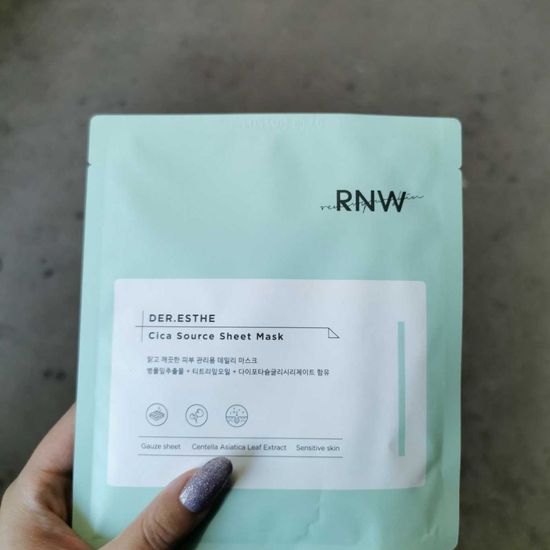 RNW
DER.ESTHE
Cica Source Sheet Mask
맑고 깨끗한 피부 관리용 데일리 마스크
병풀잎추출물 + 티트리잎오일 + 다이포타슘글리시리제이트 함유
Gauze sheet Centella Asiatica Leaf Extract Sensitive skin